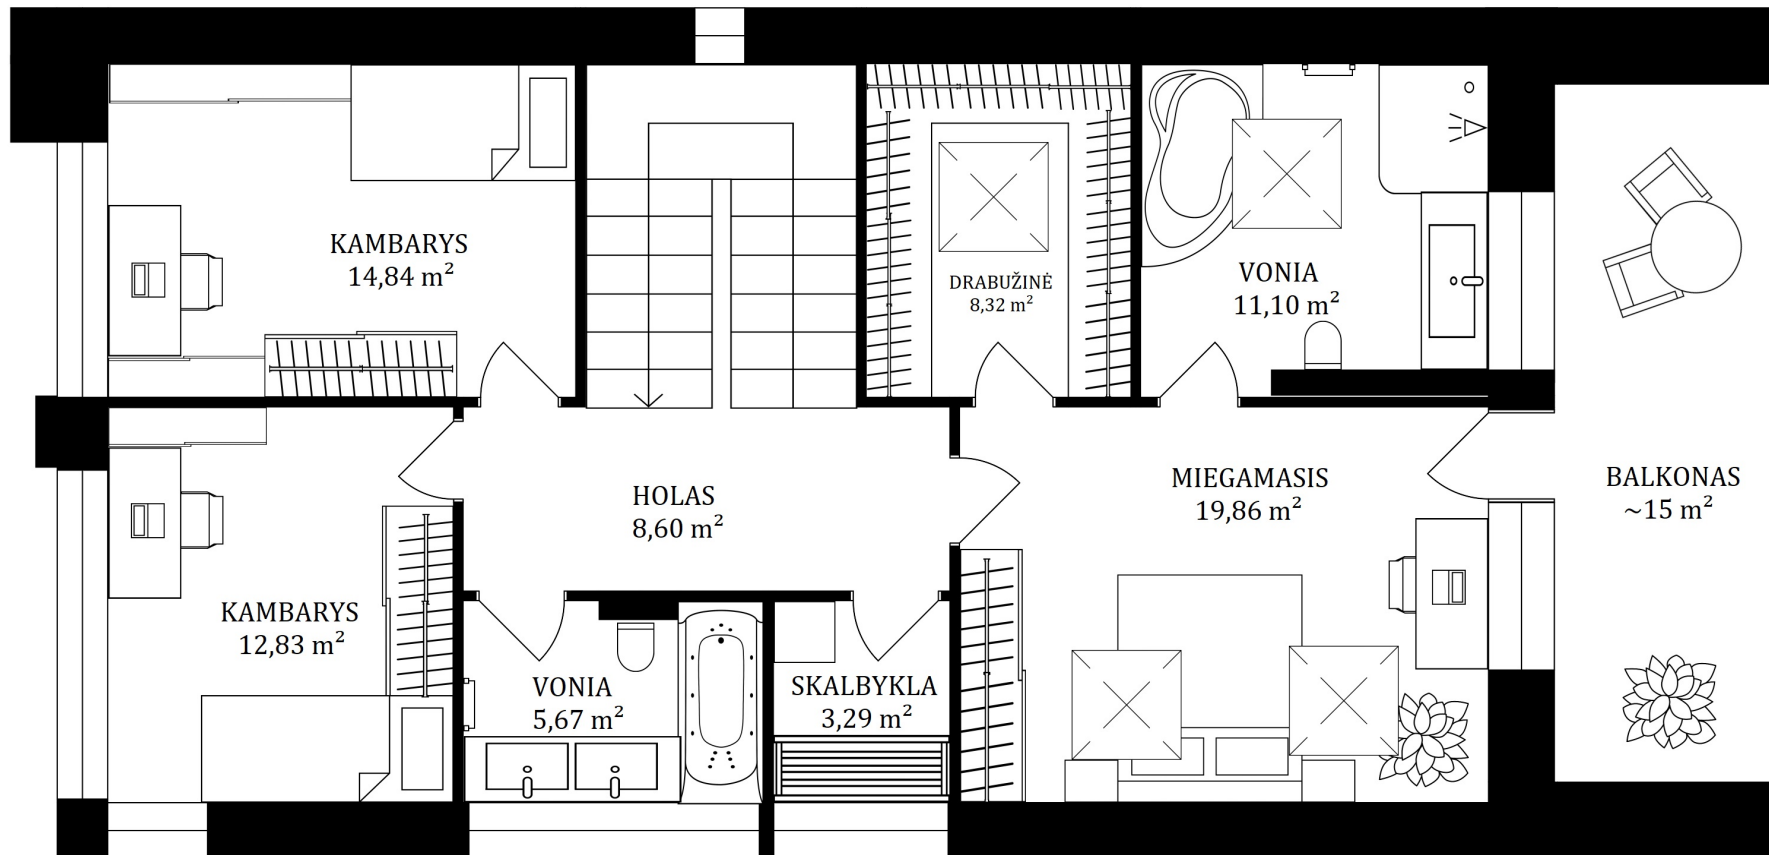 KAMBARYS
14,84 m²
DRABUŽINĖ
8,32 m²
VONIA
11,10 m²
HOLAS
8,60 m²
MIEGAMASIS
19,86 m²
BALKONAS
~15 m²
KAMBARYS
12,83 m²
VONIA
5,67 m²
SKALBYKLA
3,29 m²